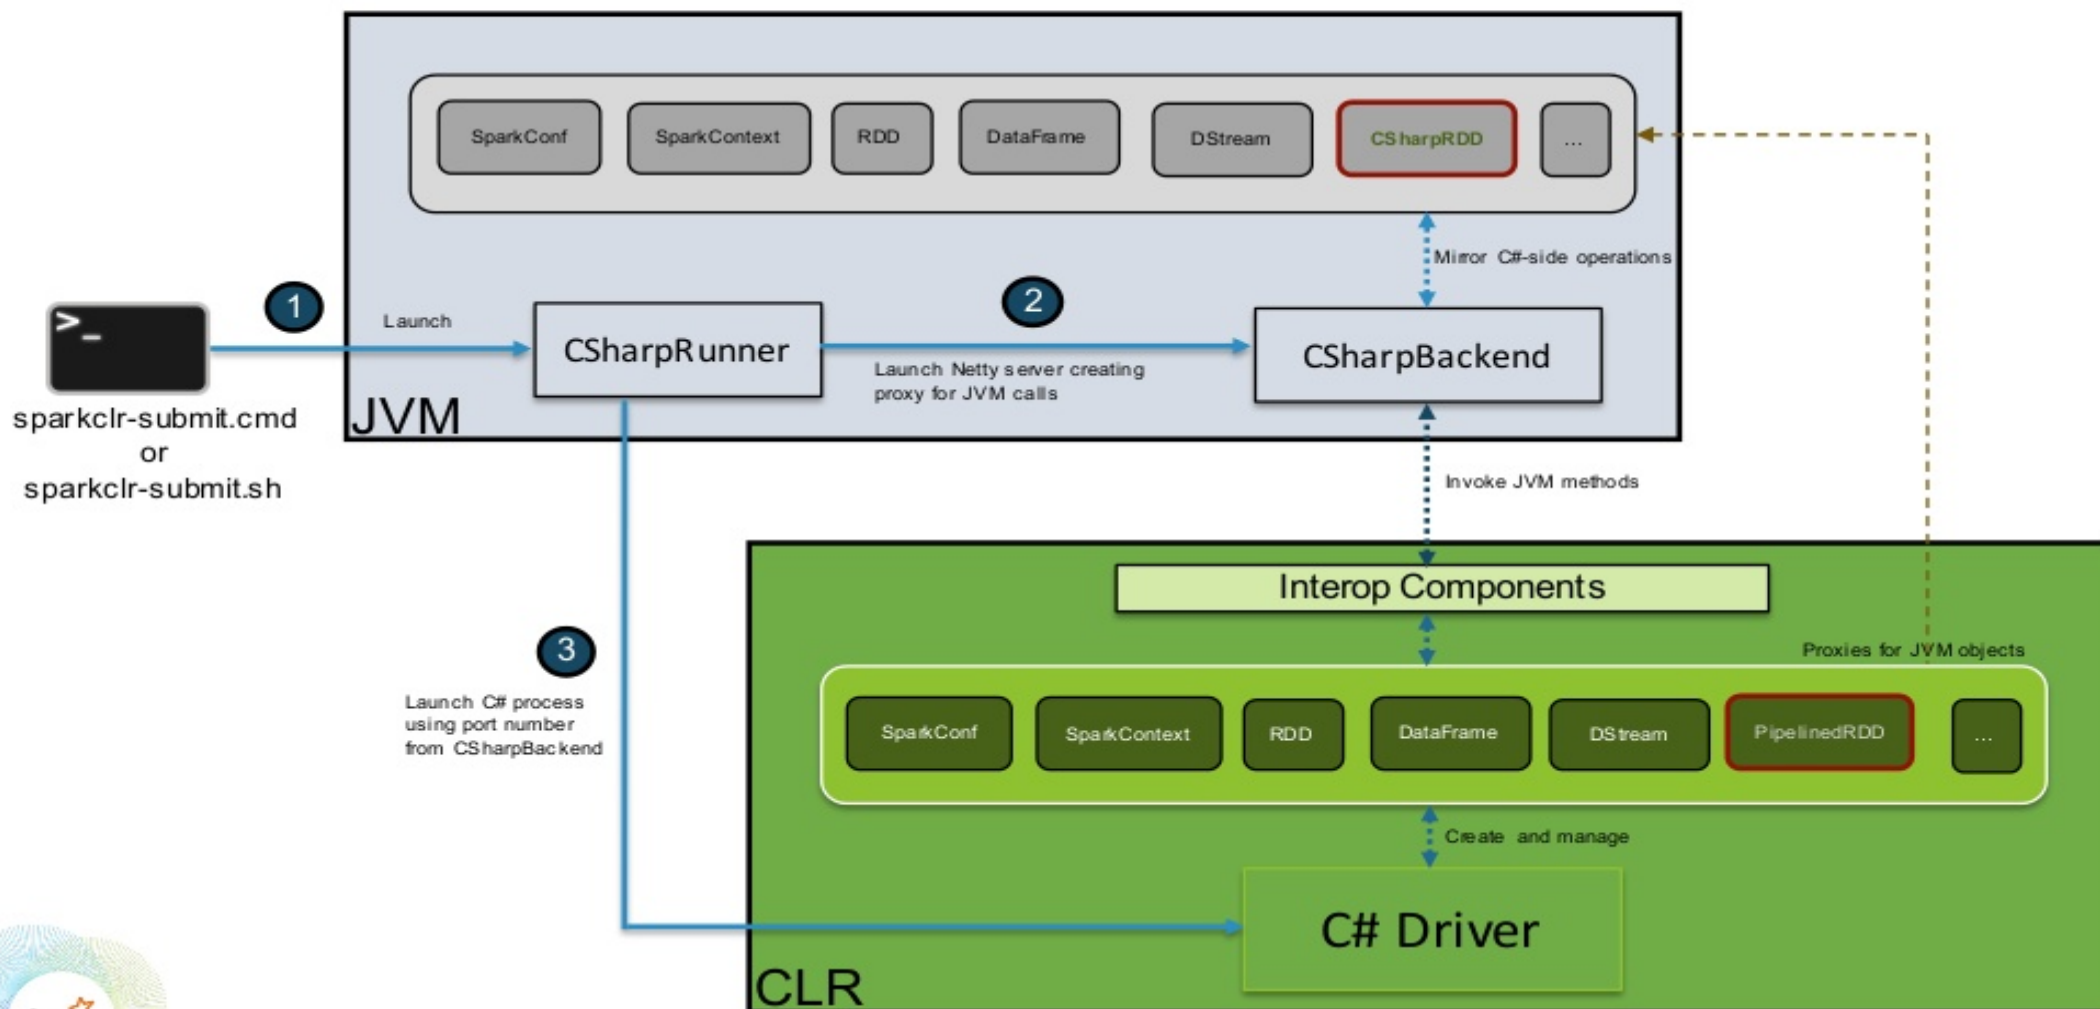 SparkConf
SparkContext
RDD
DataFrame
DStream
CSharpRDD
...
Mirror C#-side operations
1
Launch
2
CSharpRunner
CSharpBackend
Launch Netty server creating
proxy for JVM calls
>_
JVM
sparkclr-submit.cmd
or
sparkclr-submit.sh
Invoke JVM methods
Interop Components
3
Proxies for JVM objects
Launch C# process
using port number
from CSharpBackend
SparkConf
SparkContext
RDD
DataFrame
DStream
PipelinedRDD
...
Create and manage
C# Driver
CLR